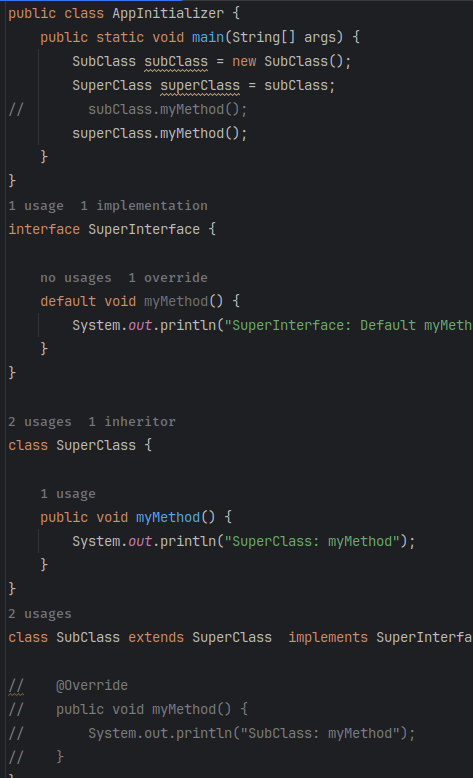 public class AppInitializer {
    public static void main(String[] args) {
        SubClass subClass = new SubClass();
        SuperClass superClass = subClass;
//        subClass.myMethod();
        superClass.myMethod();
    }
}
1 usage  1 implementation
interface SuperInterface {
    no usages  1 override
    default void myMethod() {
        System.out.println("SuperInterface: Default myMeth
    }
}
2 usages  1 inheritor
class SuperClass {
    1 usage
    public void myMethod() {
        System.out.println("SuperClass: myMethod");
    }
}
2 usages
class SubClass extends SuperClass  implements SuperInterfa
//    @Override
//    public void myMethod() {
//        System.out.println("SubClass: myMethod");
//    }